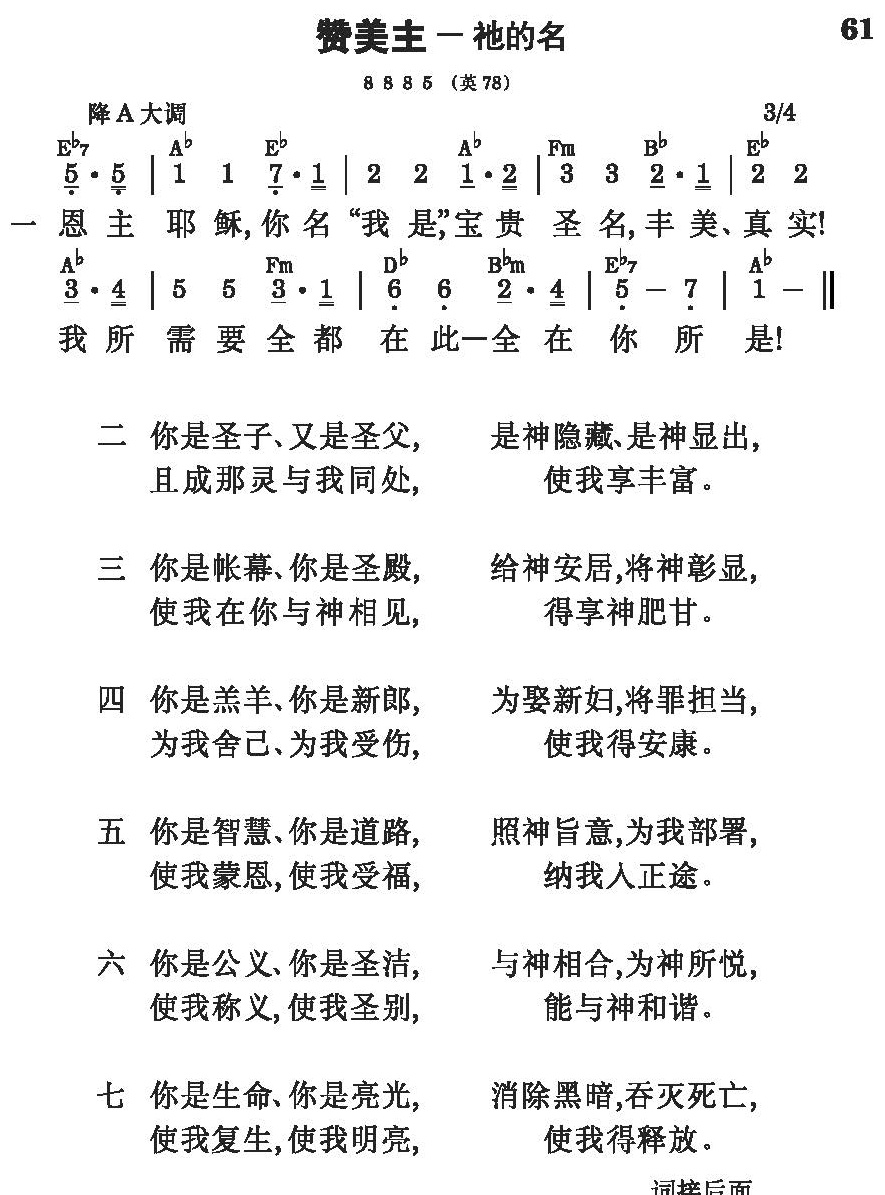 赞美主－祂的名
61
8 8 8 5 （英 78）
降 A 大调 3/4
E♭7 A♭ E♭ A♭ Fm B♭ E♭
5 · 5 | 1 1 7 · 1 | 2 2 1 · 2 | 3 3 2 · 1 | 2 2
一 恩主耶稣，你名“我是”，宝贵圣名，丰美、真实！
A♭ Fm D♭ B♭m E♭7 A♭
3 · 4 | 5 5 3 · 1 | 6 6 2 · 4 | 5 － 7 | 1 － ‖
我所需要全都在此－全在你所是！
二 你是圣子、又是圣父， 是神隐藏、是神显出，
且成那灵与我同处， 使我享丰富。
三 你是帐幕、你是圣殿， 给神安居，将神彰显，
使我在你与神相见， 得享神肥甘。
四 你是羔羊、你是新郎， 为娶新妇，将罪担当，
为我舍己、为我受伤， 使我得安康。
五 你是智慧、你是道路， 照神旨意，为我部署，
使我蒙恩，使我受福， 纳我入正途。
六 你是公义、你是圣洁， 与神相合，为神所悦，
使我称义，使我圣别， 能与神和谐。
七 你是生命、你是亮光， 消除黑暗，吞灭死亡，
使我复生，使我明亮， 使我得释放。
词接后面